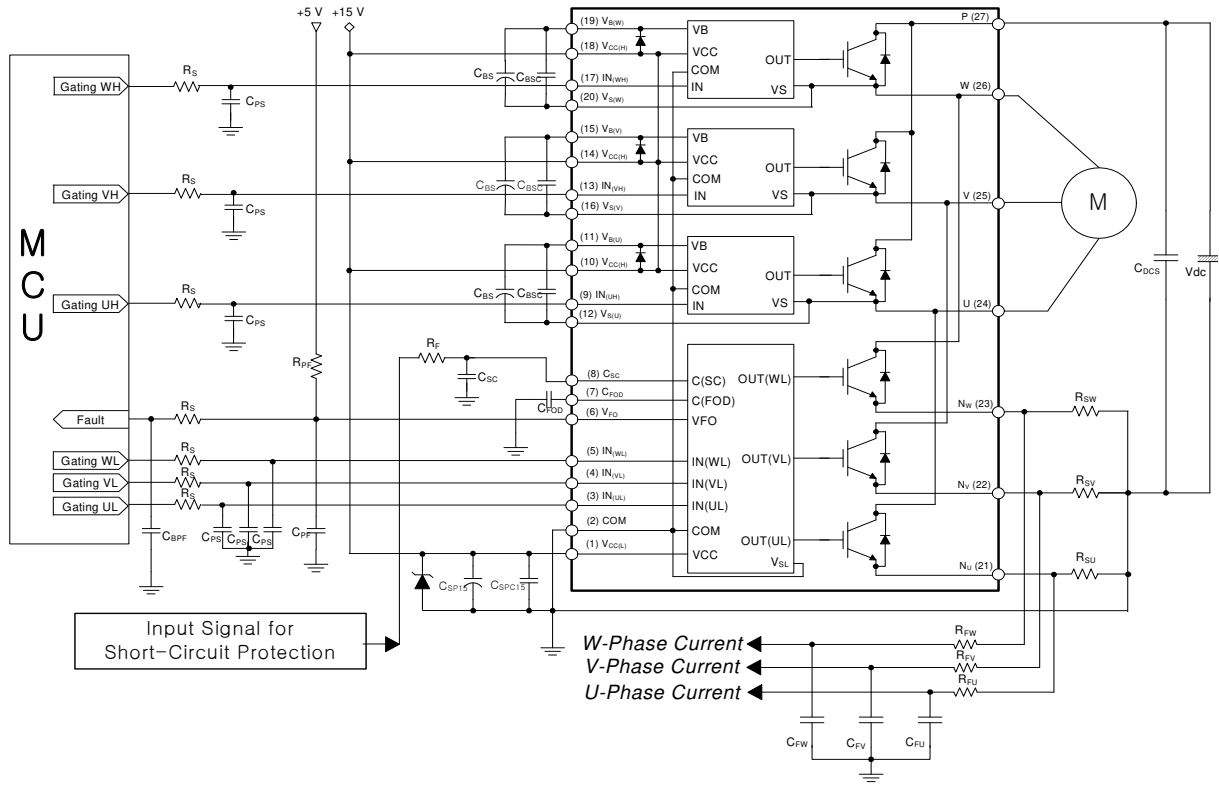 +5 V
+15 V
MCU
Gating WH
Gating VH
Gating UH
Fault
Gating WL
Gating VL
Gating UL
RS
CPS
RS
CPS
RS
CPS
RPF
RF
CSC
CFOD
RS
RS
RS
RS
CBPF
CPS
CPS
CPS
CPF
CSP15
CSPC15
CBS
CBSC
CBS
CBSC
CBS
CBSC
(19) VB(W)
(18) VCC(H)
(17) IN(WH)
(20) VS(W)
(15) VB(V)
(14) VCC(H)
(13) IN(VH)
(16) VS(V)
(11) VB(U)
(10) VCC(H)
(9) IN(UH)
(12) VS(U)
(8) CSC
(7) CFOD
(6) VFO
(5) IN(WL)
(4) IN(VL)
(3) IN(UL)
(2) COM
(1) VCC(L)
VB
VCC
COM
IN
OUT
VS
VB
VCC
COM
IN
OUT
VS
VB
VCC
COM
IN
OUT
VS
C(SC)
C(FOD)
VFO
IN(WL)
IN(VL)
IN(UL)
COM
VCC
OUT(WL)
OUT(VL)
OUT(UL)
VSL
P (27)
W (26)
V (25)
U (24)
NW (23)
NV (22)
NU (21)
M
CDCS
Vdc
RSW
RSV
RSU
Input Signal for
Short-Circuit Protection
W-Phase Current
V-Phase Current
U-Phase Current
RFW
RFV
RFU
CFW
CFV
CFU